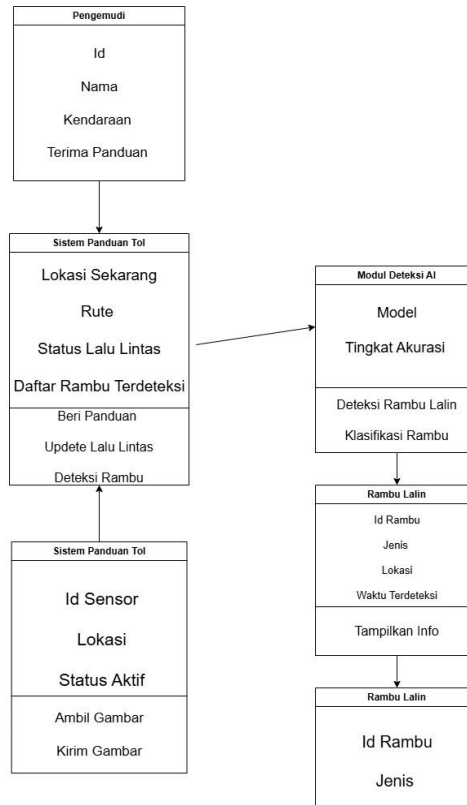 Pengemudi
Id
Nama
Kendaraan
Terima Panduan
Sistem Panduan Tol
Lokasi Sekarang
Rute
Status Lalu Lintas
Daftar Rambu Terdeteksi
Beri Panduan
Updete Lalu Lintas
Deteksi Rambu
Sistem Panduan Tol
Id Sensor
Lokasi
Status Aktif
Ambil Gambar
Kirim Gambar
Modul Deteksi AI
Model
Tingkat Akurasi
Deteksi Rambu Lalin
Klasifikasi Rambu
Rambu Lalin
Id Rambu
Jenis
Lokasi
Waktu Terdeteksi
Tampilkan Info
Rambu Lalin
Id Rambu
Jenis